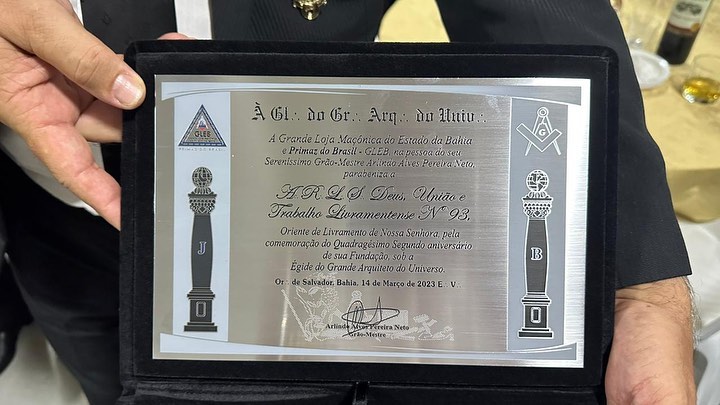 À Gl∴ do Gr∴ Arq∴ do Univ∴
A Grande Loja Maçônica do Estado da Bahia
e Primaz do Brasil - GLEB, na pessoa do seu
Sereníssimo Grão-Mestre Arlindo Alves Pereira Neto,
parabeniza a
A∴R∴L∴S∴ Deus, União e
Trabalho Livramentense Nº 93,
Oriente de Livramento de Nossa Senhora, pela
comemoração do Quadragésimo Segundo aniversário
de sua Fundação, sob a
Égide do Grande Arquiteto do Universo.
Or∴ de Salvador, Bahia, 14 de Março de 2023 E∴ V∴
Arlindo Alves Pereira Neto
Grão-Mestre
GLEB
G
J
B